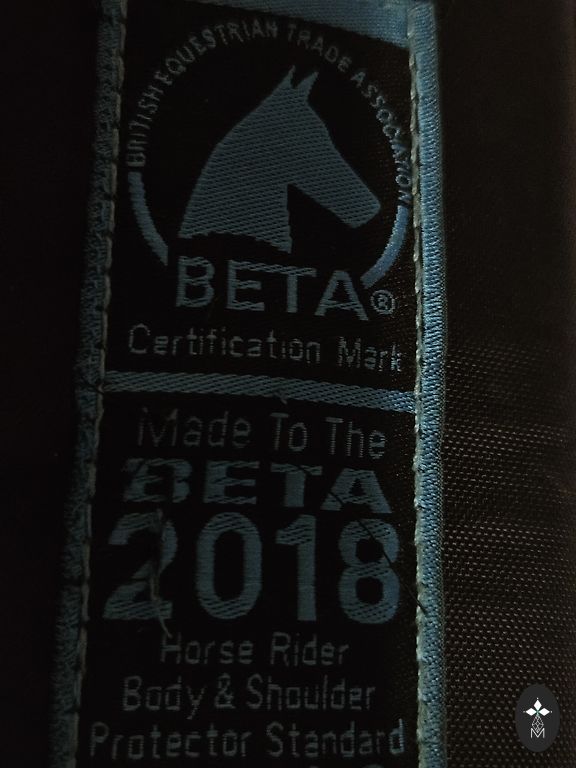 BRITISH EQUESTRIAN TRADE ASSOCIATION
BETA®
Certification Mark
Made To The
BETA
2018
Horse Rider
Body & Shoulder
Protector Standard
M